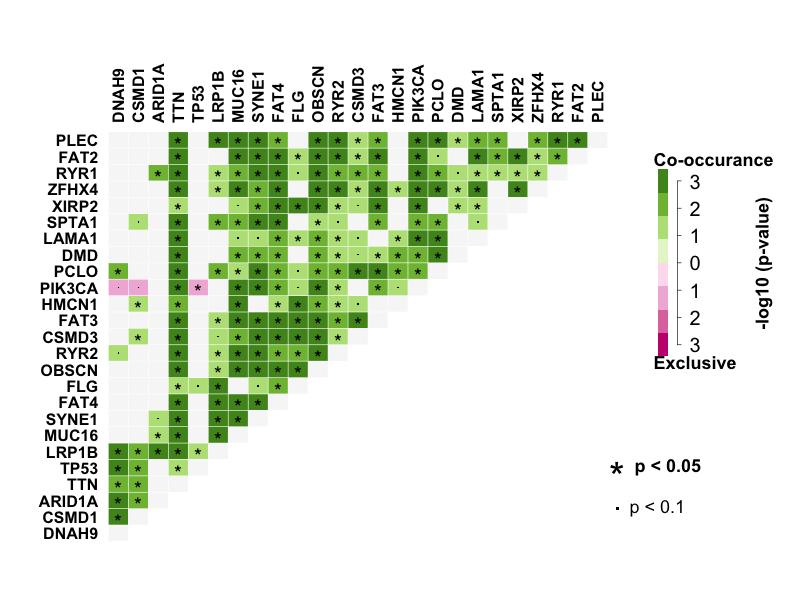 DNAH9
CSMD1
ARID1A
TTN
TP53
LRP1B
MUC16
SYNE1
FAT4
FLG
OBSCN
RYR2
CSMD3
FAT3
HMCN1
PIK3CA
PCLO
DMD
LAMA1
SPTA1
XIRP2
ZFHX4
RYR1
FAT2
PLEC
PLEC
FAT2
RYR1
ZFHX4
XIRP2
SPTA1
LAMA1
DMD
PCLO
PIK3CA
HMCN1
FAT3
CSMD3
RYR2
OBSCN
FLG
FAT4
SYNE1
MUC16
LRP1B
TP53
TTN
ARID1A
CSMD1
DNAH9
Co-occurance
3
2
1
0
1
2
3
Exclusive
-log10 (p-value)
* p < 0.05
· p < 0.1